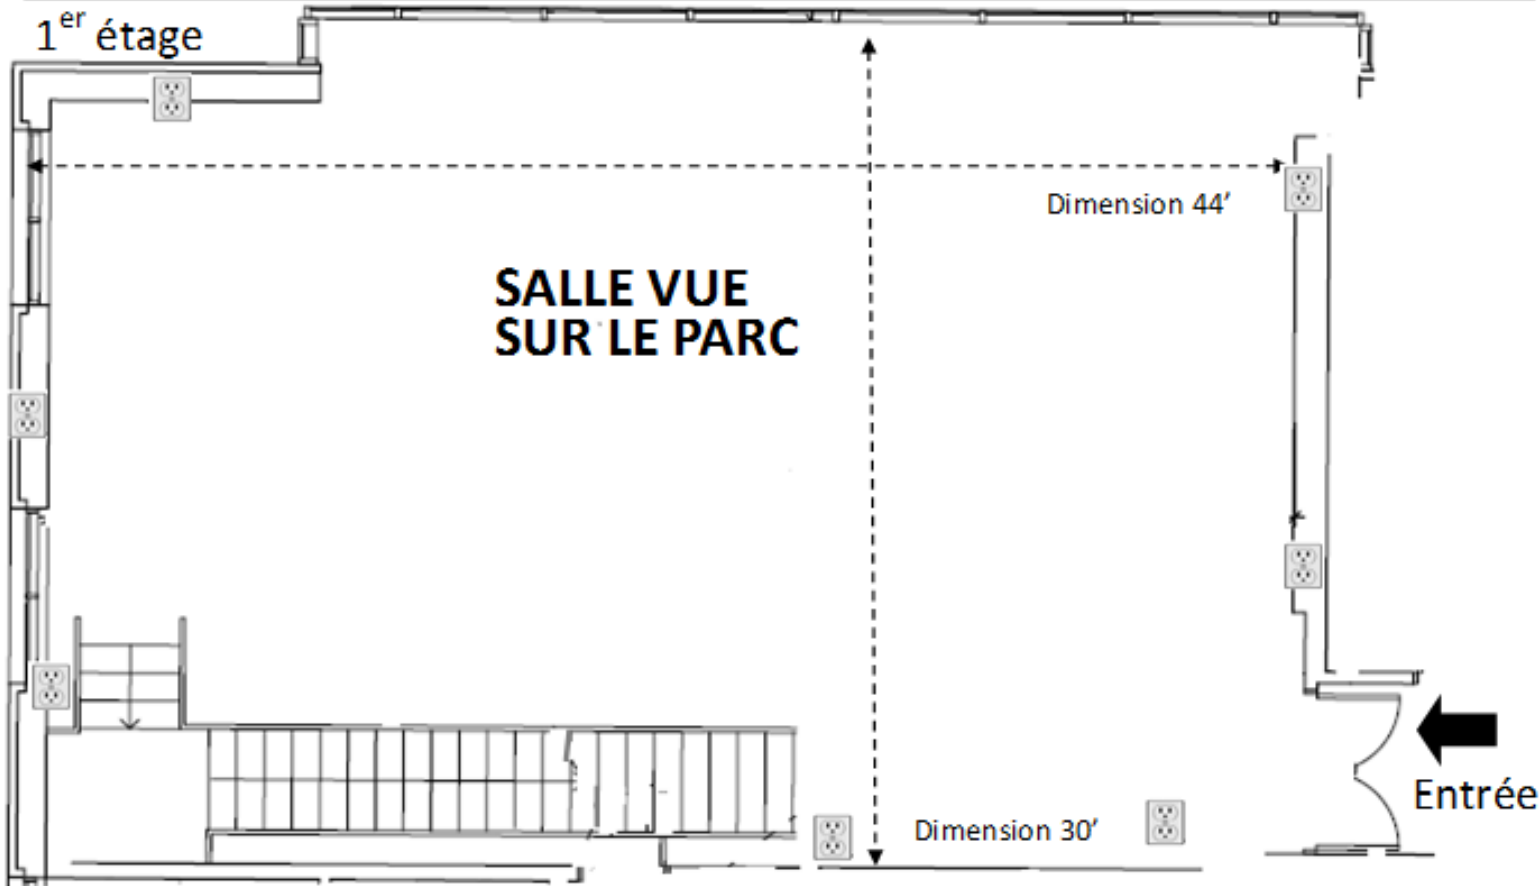 1er étage
Dimension 44’
SALLE VUE
SUR LE PARC
Entrée
Dimension 30’